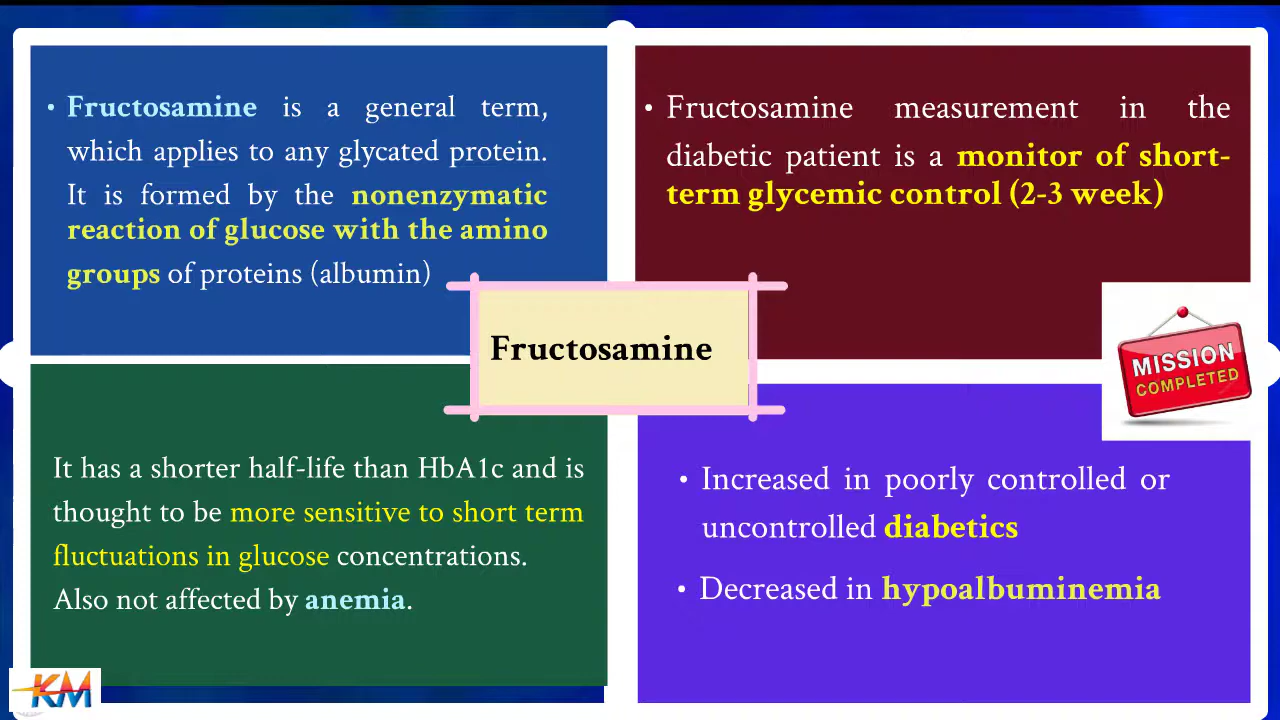 • Fructosamine is a general term,
which applies to any glycated protein.
It is formed by the nonenzymatic
reaction of glucose with the amino
groups of proteins (albumin)
• Fructosamine measurement in the
diabetic patient is a monitor of short-
term glycemic control (2-3 week)
Fructosamine
MISSION
COMPLETED
It has a shorter half-life than HbA1c and is
thought to be more sensitive to short term
fluctuations in glucose concentrations.
Also not affected by anemia.
• Increased in poorly controlled or
uncontrolled diabetics
• Decreased in hypoalbuminemia
KM